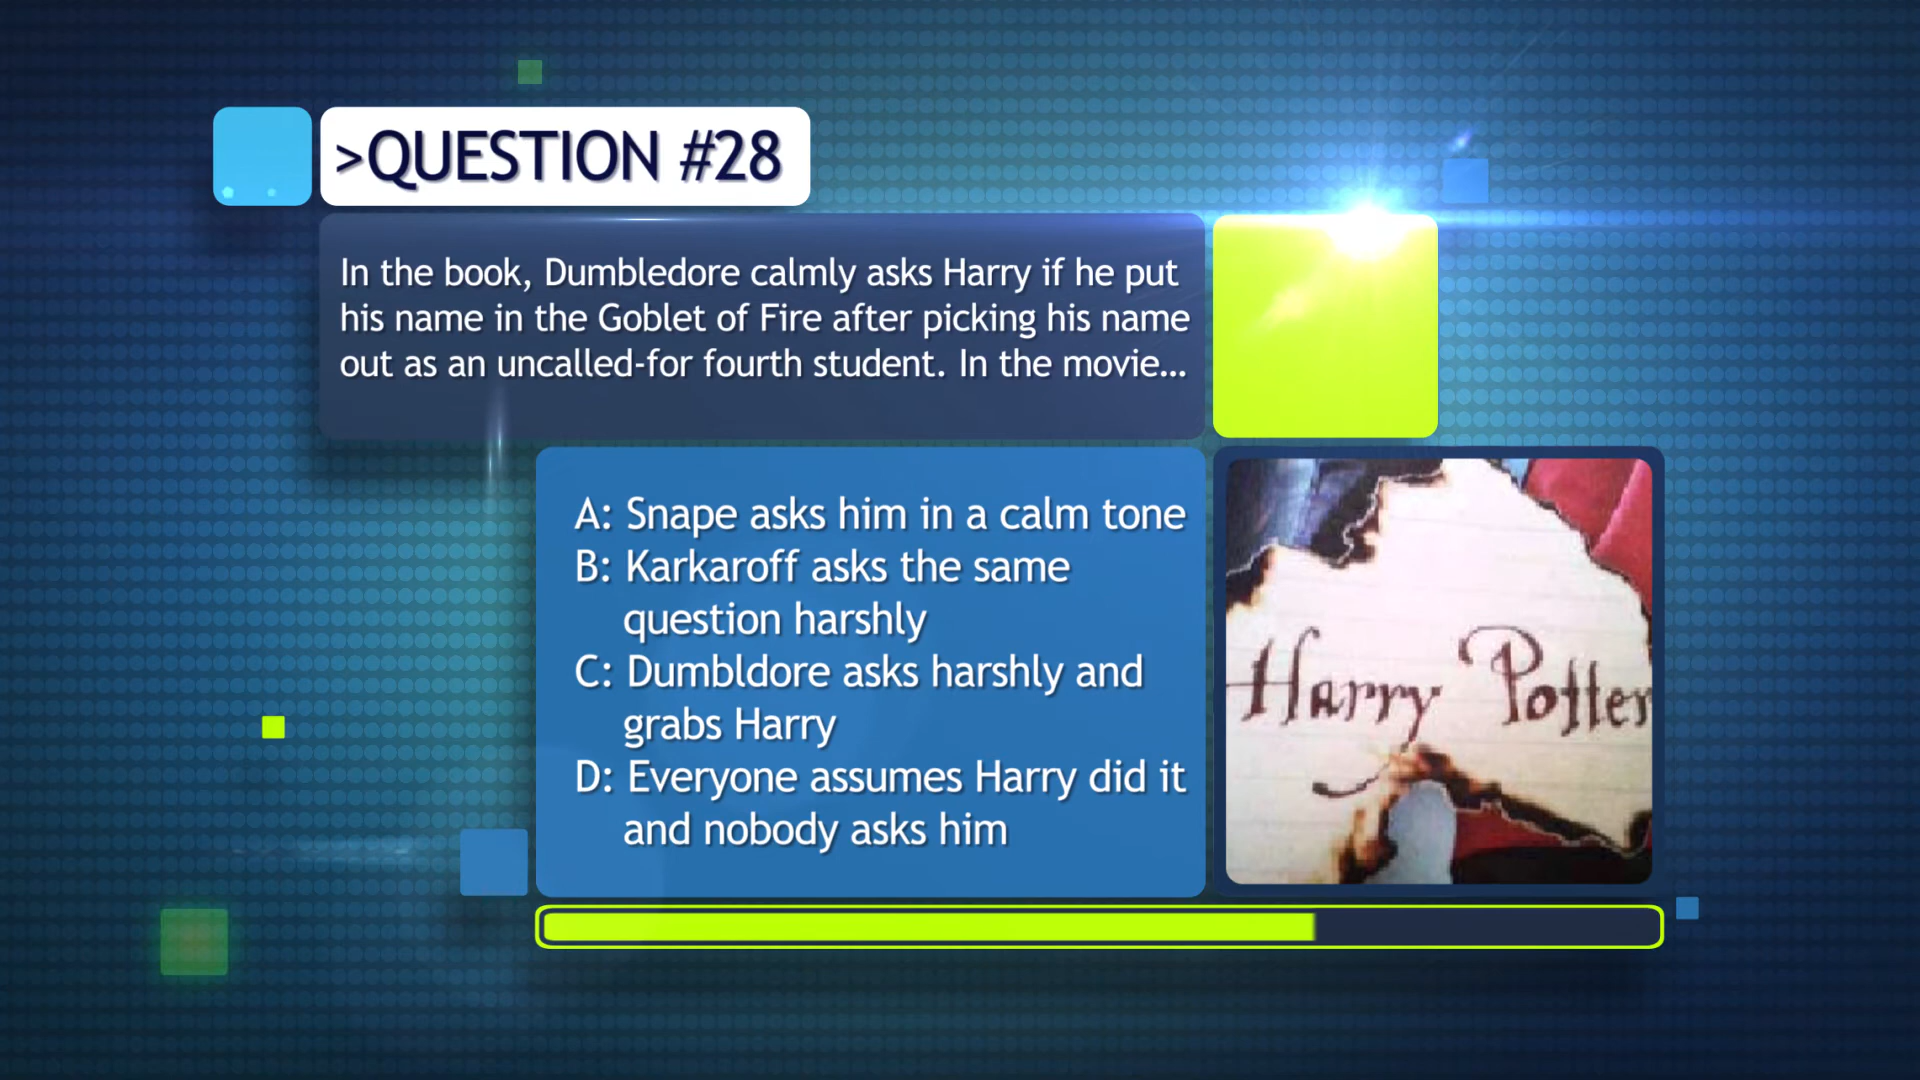 >QUESTION #28
In the book, Dumbledore calmly asks Harry if he put
his name in the Goblet of Fire after picking his name
out as an uncalled-for fourth student. In the movie...
A: Snape asks him in a calm tone
B: Karkaroff asks the same
question harshly
C: Dumbldore asks harshly and
grabs Harry
D: Everyone assumes Harry did it
and nobody asks him
Harry Potter